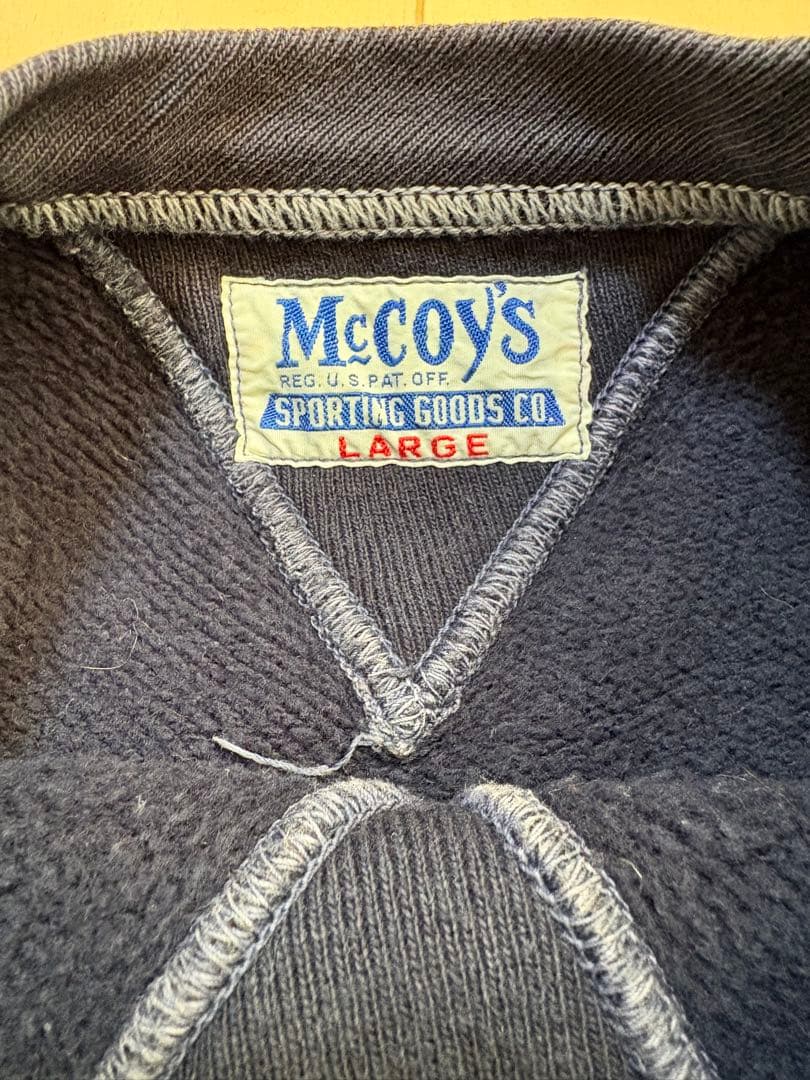 McCOY'S
REG. U.S. PAT. OFF.
SPORTING GOODS CO.
LARGE